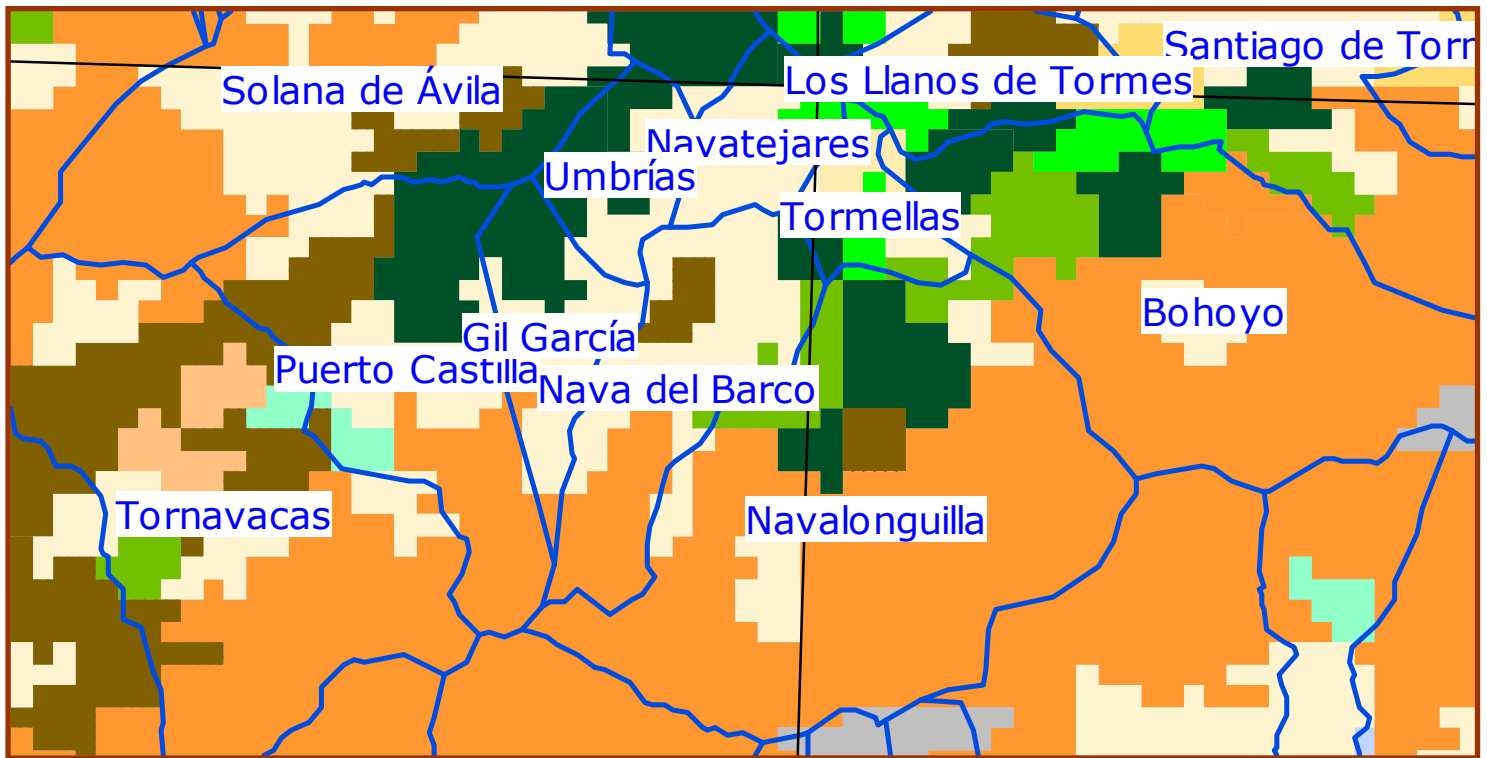 Santiago de Torr
Los Llanos de Tormes
Solana de Ávila
Navatejares
Umbrías
Tormellas
Bohoyo
Gil García
Puerto Castilla
Nava del Barco
Tornavacas
Navalonguilla